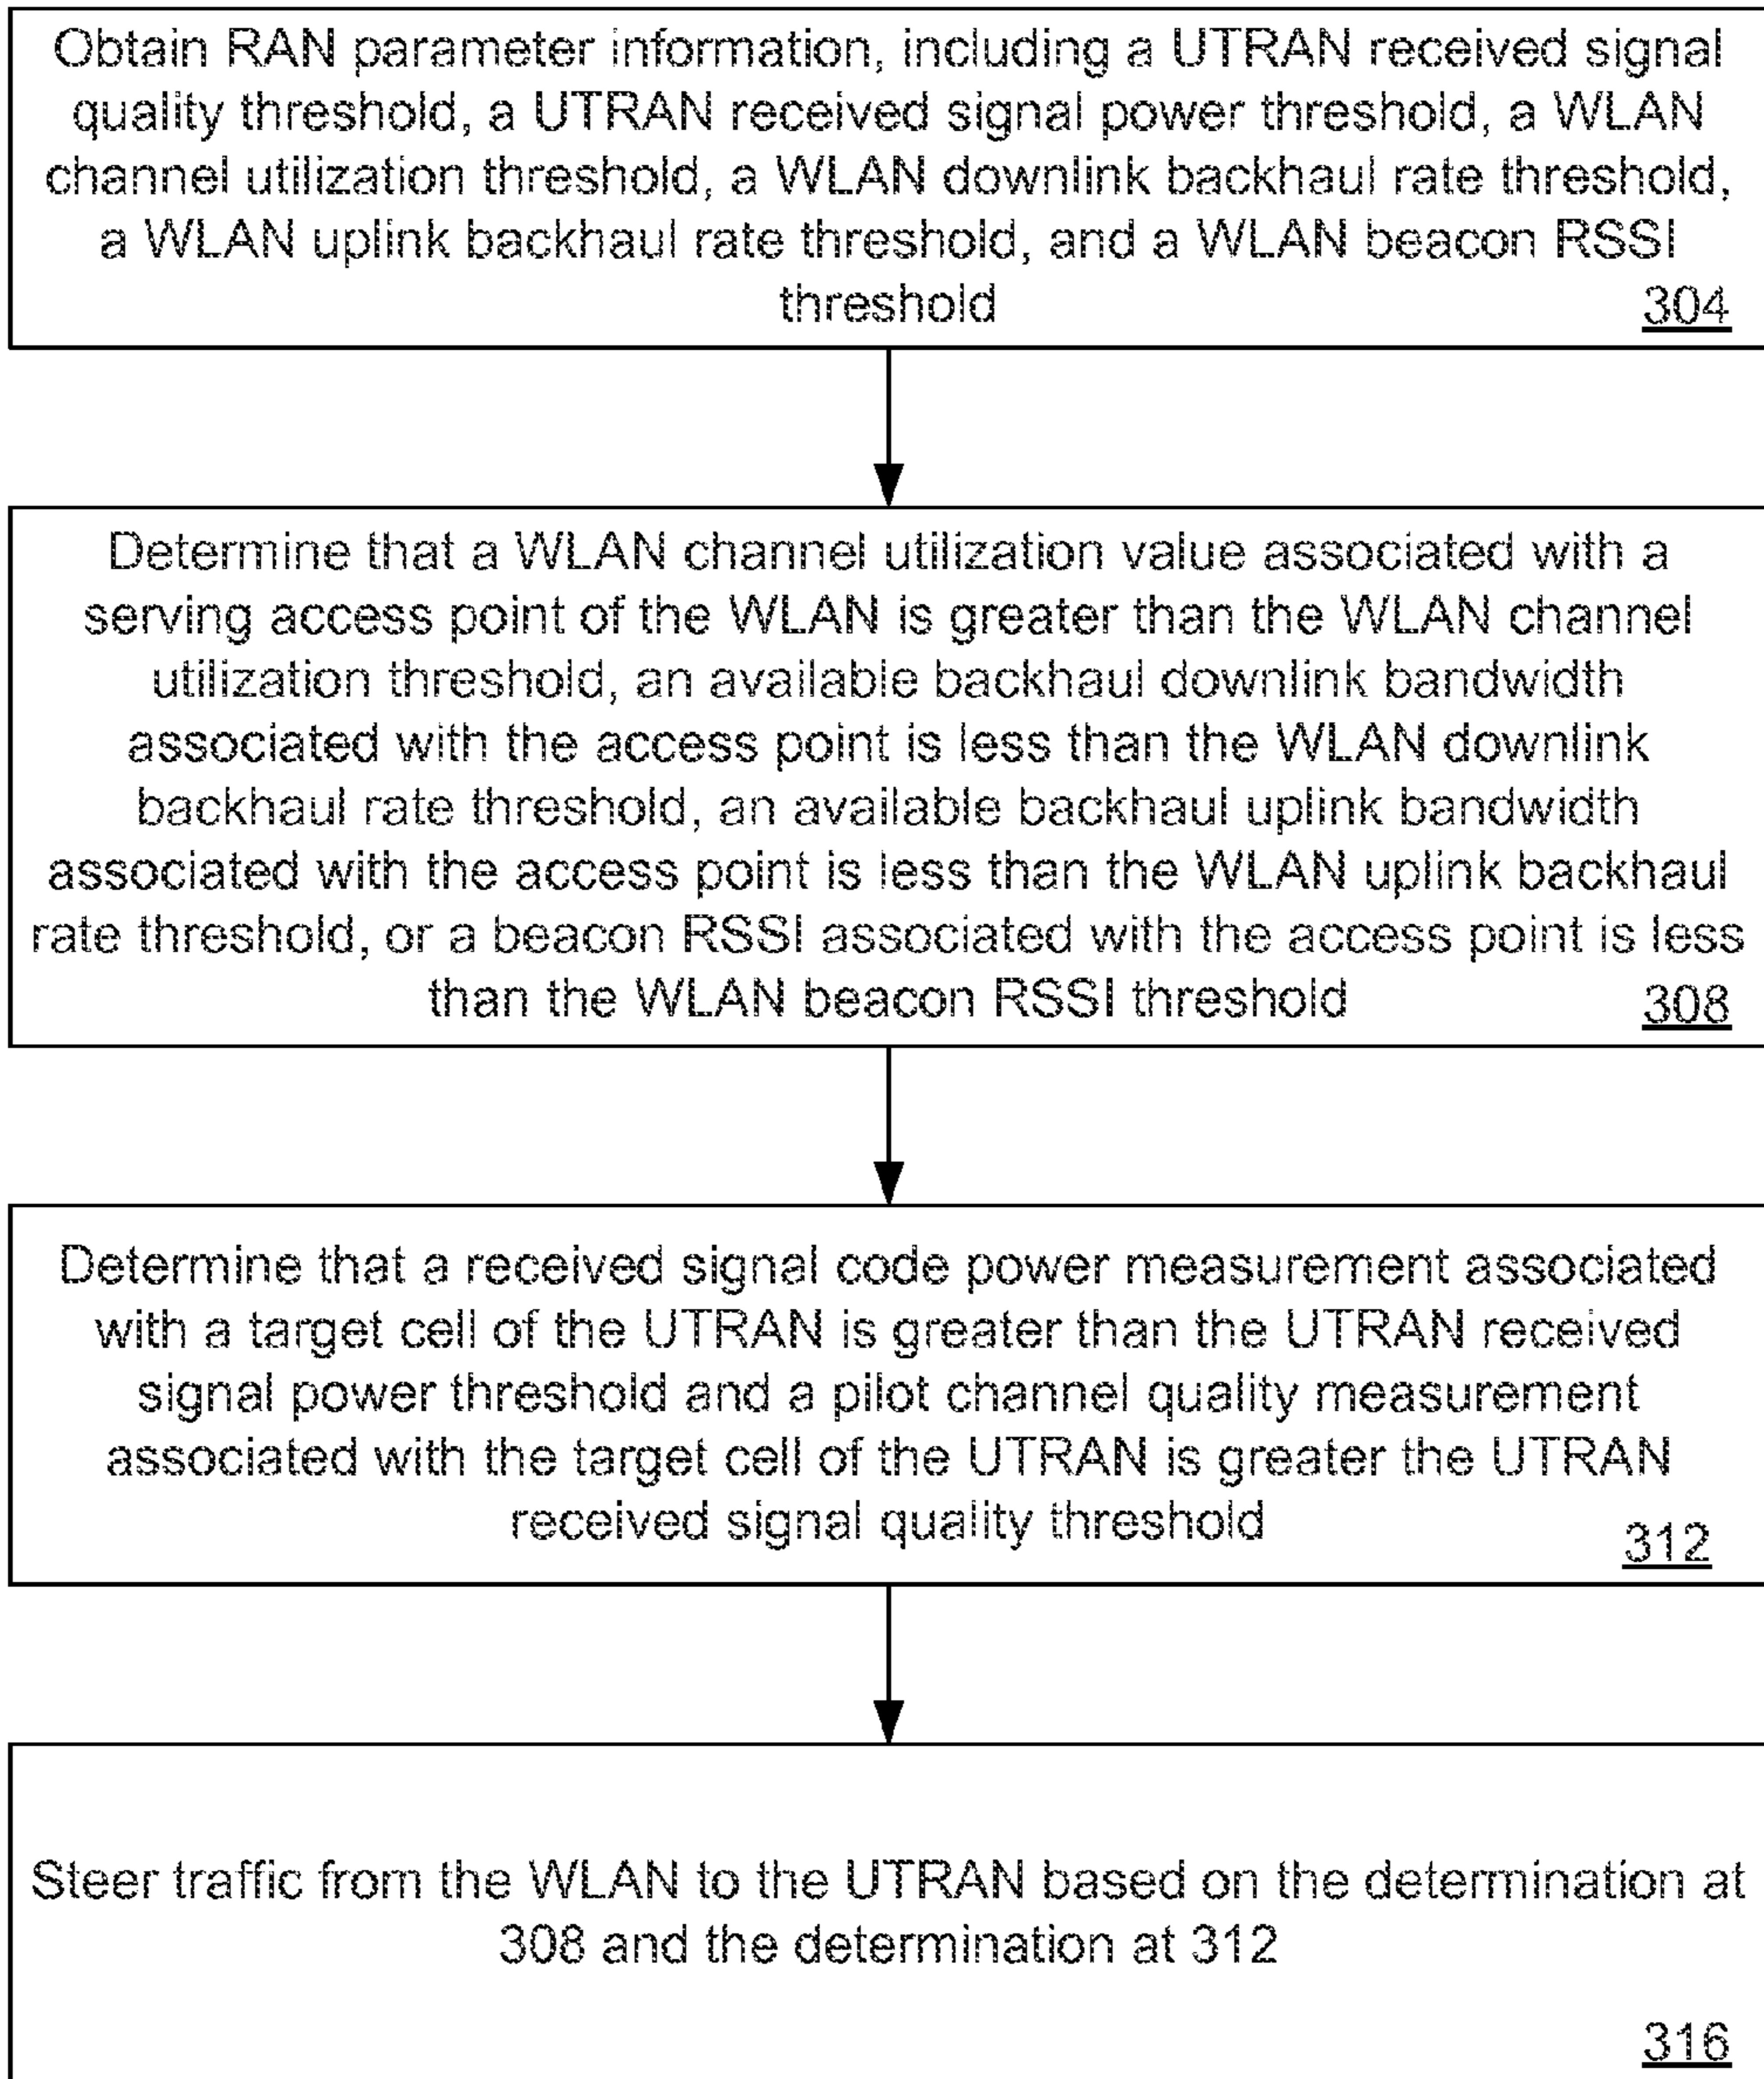 Obtain RAN parameter information, including a UTRAN received signal
quality threshold, a UTRAN received signal power threshold, a WLAN
channel utilization threshold, a WLAN downlink backhaul rate threshold,
a WLAN uplink backhaul rate threshold, and a WLAN beacon RSSI
threshold
304
Determine that a WLAN channel utilization value associated with a
serving access point of the WLAN is greater than the WLAN channel
utilization threshold, an available backhaul downlink bandwidth
associated with the access point is less than the WLAN downlink
backhaul rate threshold, an available backhaul uplink bandwidth
associated with the access point is less than the WLAN uplink backhaul
rate threshold, or a beacon RSSI associated with the access point is less
than the WLAN beacon RSSI threshold
308
Determine that a received signal code power measurement associated
with a target cell of the UTRAN is greater than the UTRAN received
signal power threshold and a pilot channel quality measurement
associated with the target cell of the UTRAN is greater the UTRAN
received signal quality threshold
312
Steer traffic from the WLAN to the UTRAN based on the determination at
308 and the determination at 312
316